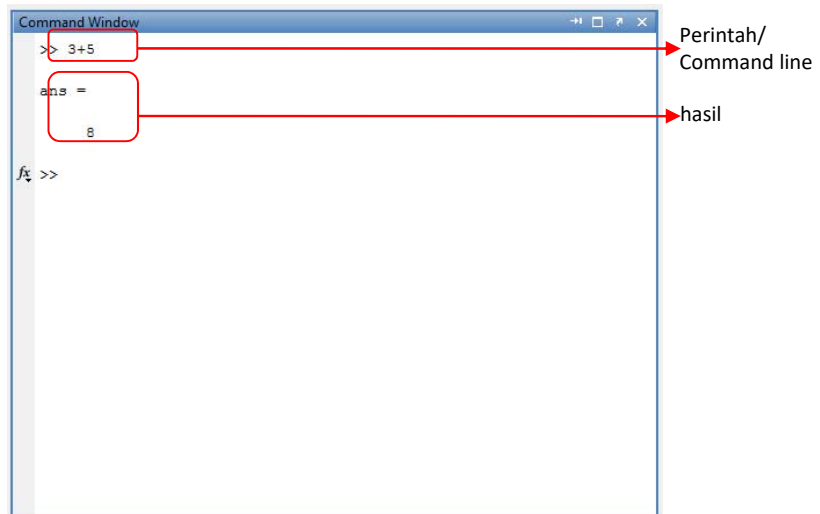 Command Window
>> 3+5
Perintah/
Command line
ans =
hasil
8
fx >>